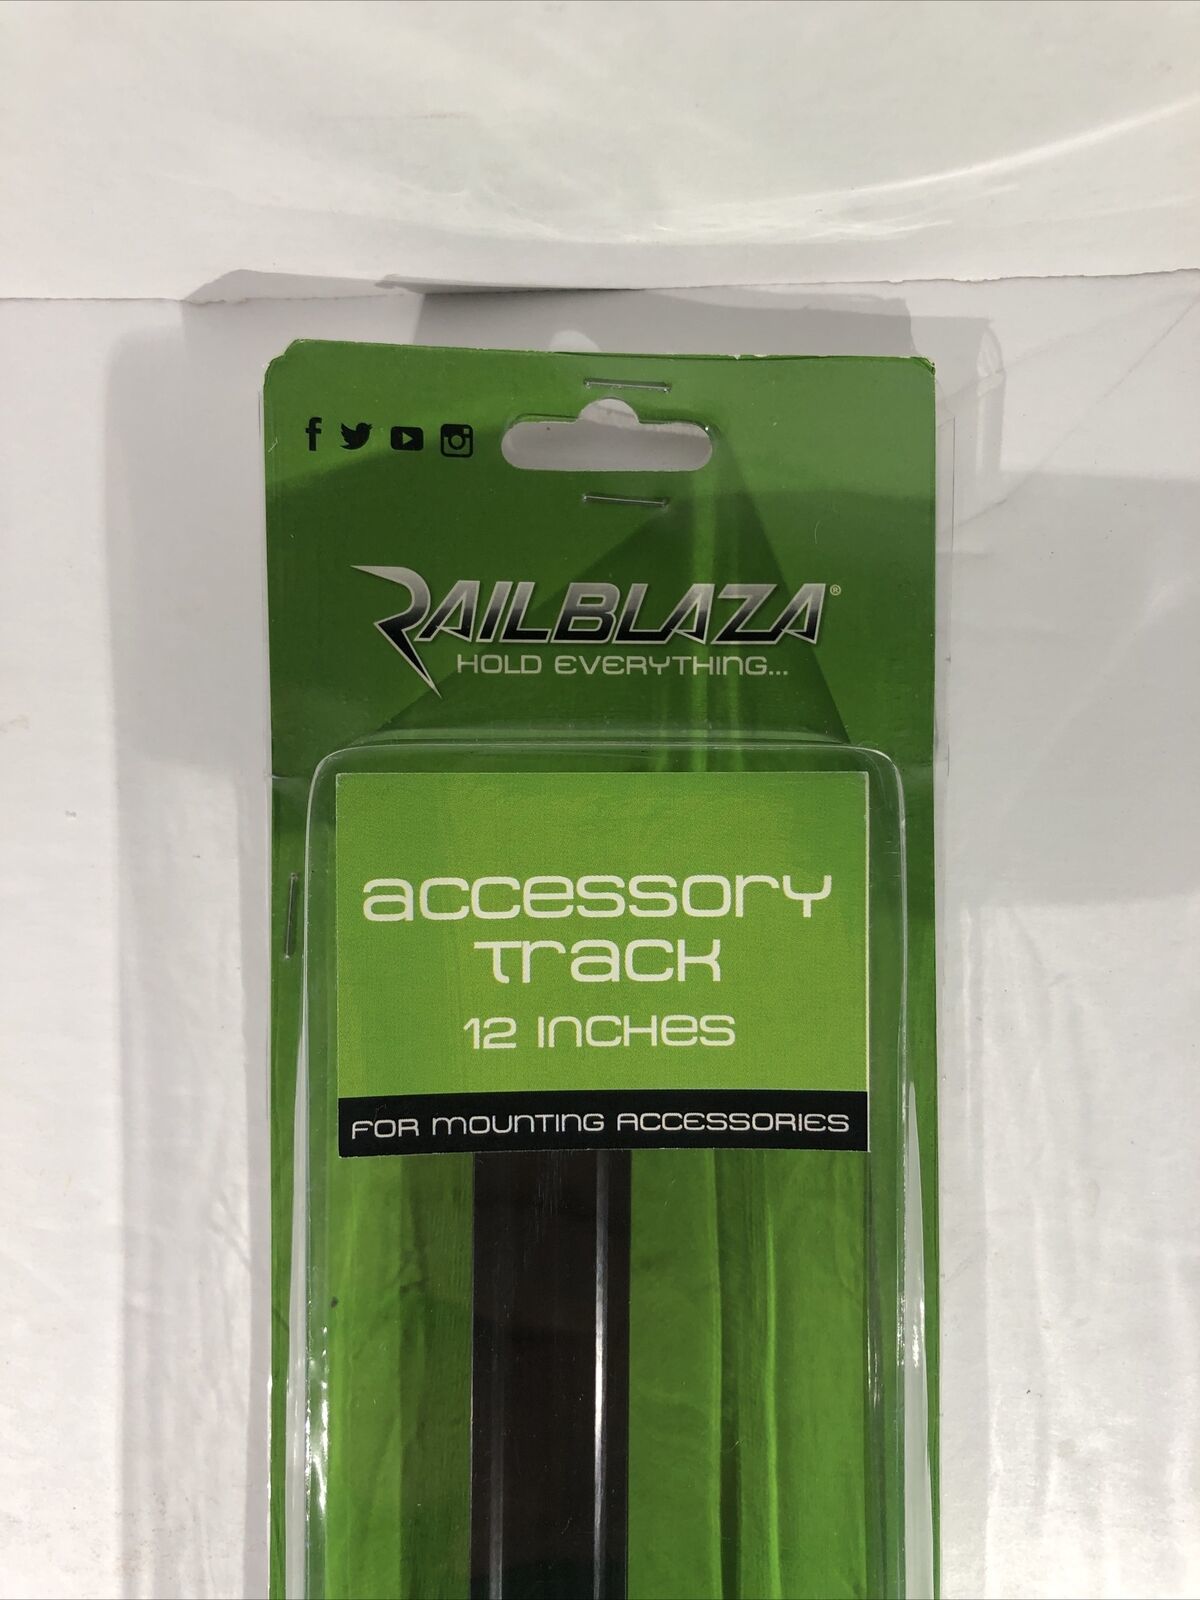 RAILBLAZA®
HOLD EVERYTHING...
accessory
track
12 inches
FOR mounting ACCESSORIES